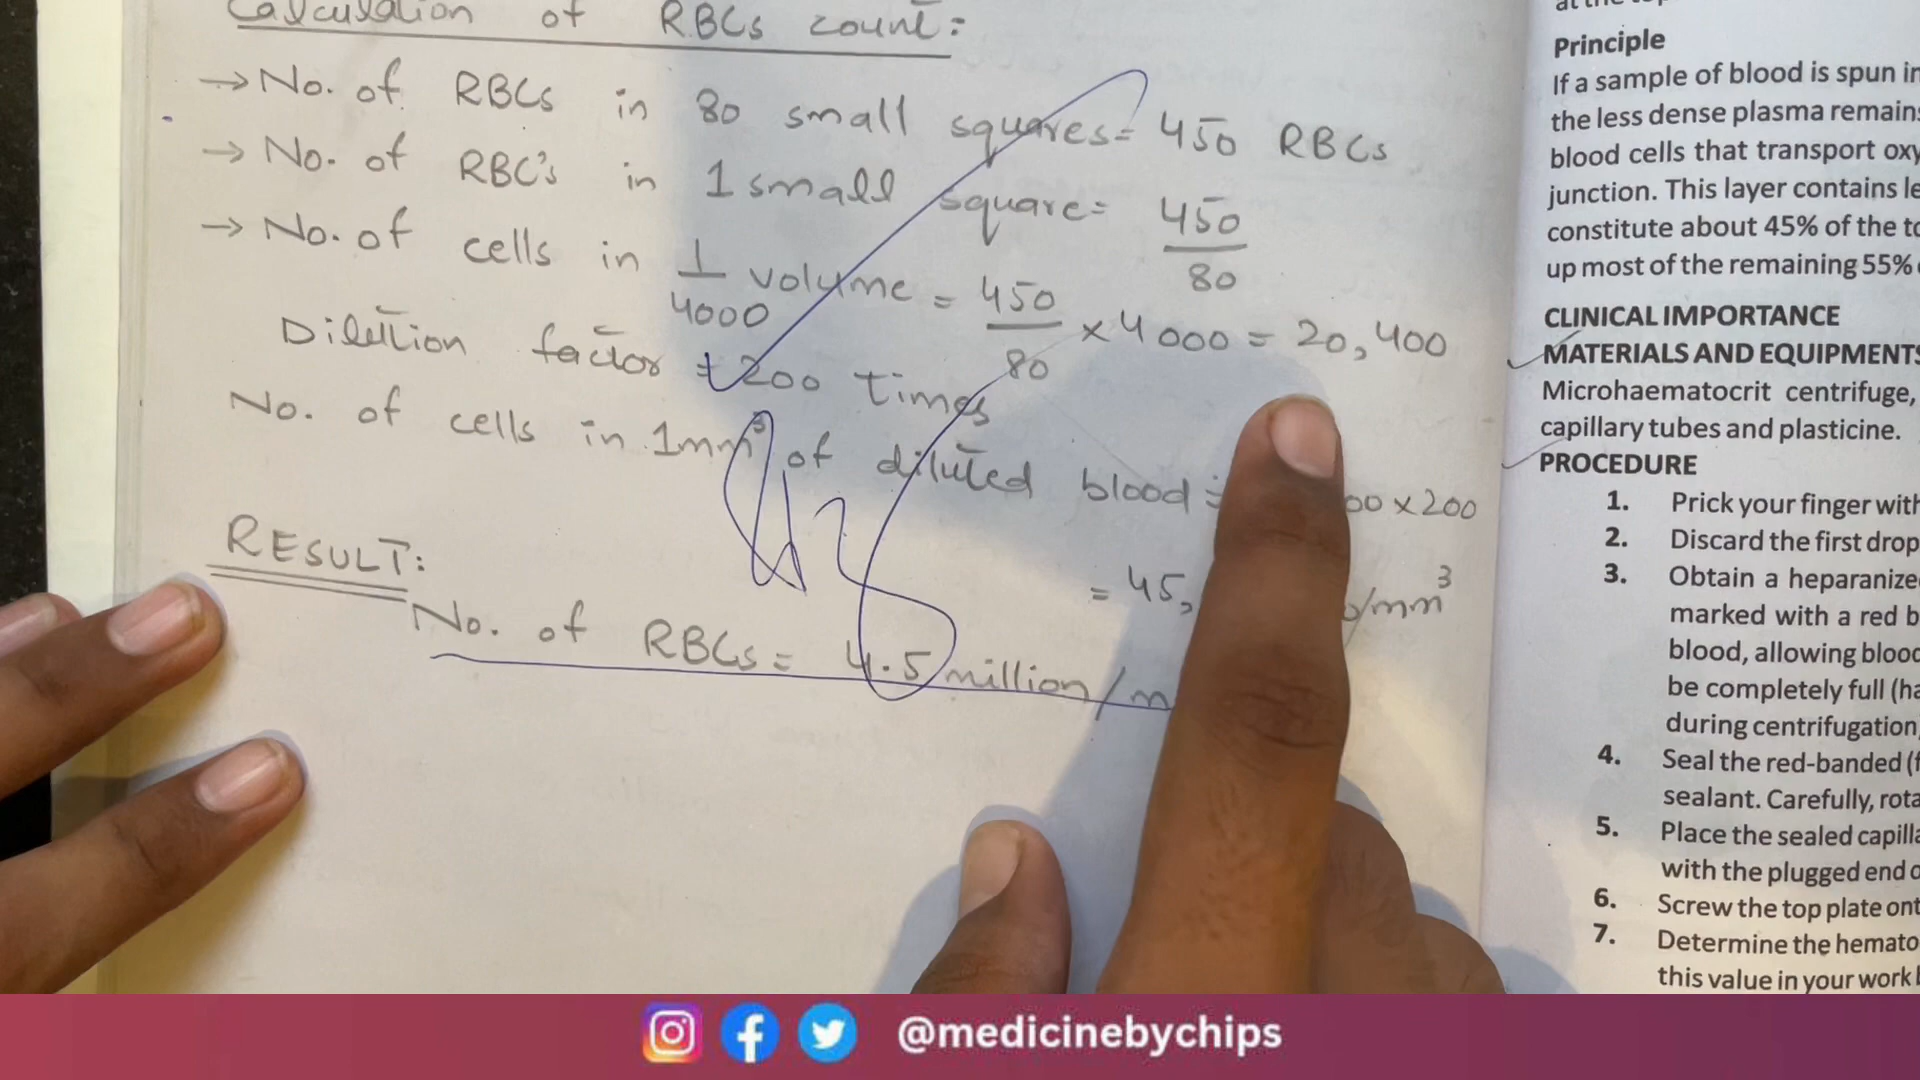 Calculation of RBCs count:
→ No. of RBCs in 80 small squares = 450 RBCs
→ No. of RBC's in 1 small square = 450/80
→ No. of cells in 1/4000 volume = 450/80 x 4000 = 20,400
Dilution factor = 200 times
No. of cells in 1mm³ of diluted blood = 00 x 200
= 45, /mm³
RESULT:
No. of RBCs = 4.5 million/m
Principle
If a sample of blood is spun in
the less dense plasma remains
blood cells that transport oxy
junction. This layer contains le
constitute about 45% of the to
up most of the remaining 55%
CLINICAL IMPORTANCE
MATERIALS AND EQUIPMENTS
Microhaematocrit centrifuge,
capillary tubes and plasticine.
PROCEDURE
1. Prick your finger with
2. Discard the first drop
3. Obtain a heparanize
marked with a red b
blood, allowing blood
be completely full (ha
during centrifugation,
4. Seal the red-banded (f
sealant. Carefully, rota
5. Place the sealed capilla
with the plugged end o
6. Screw the top plate ont
7. Determine the hemato
this value in your work b
@medicinebychips